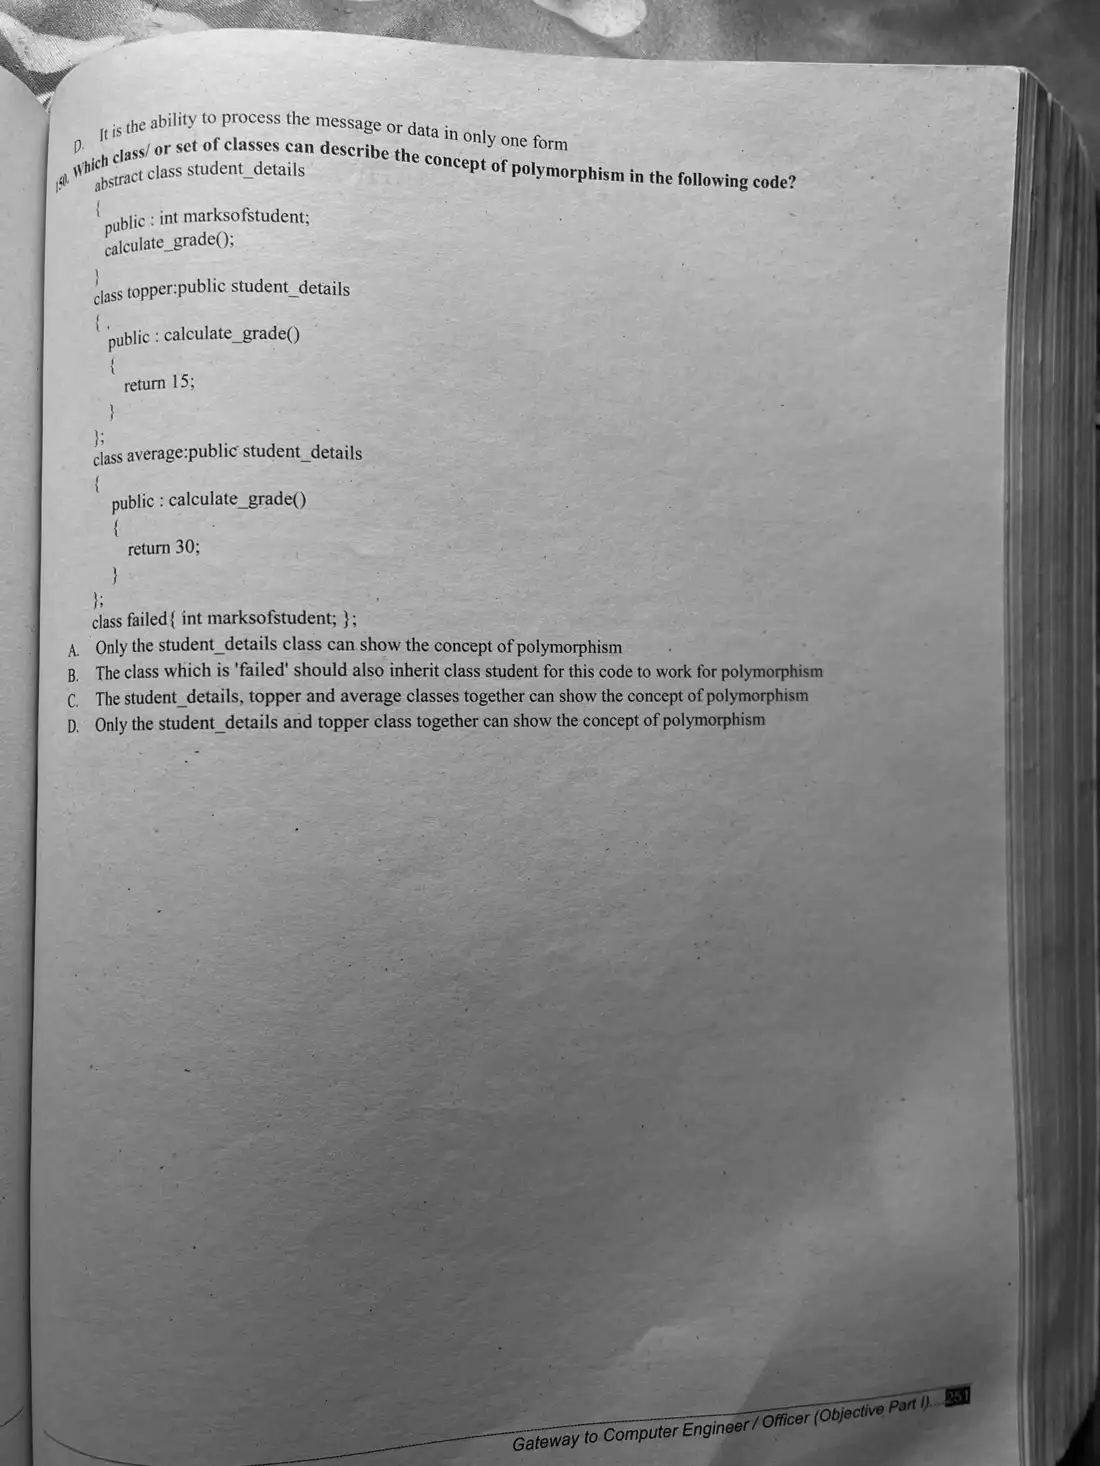 D. It is the ability to process the message or data in only one form
150. Which class/ or set of classes can describe the concept of polymorphism in the following code?
abstract class student_details
{
public : int marksofstudent;
calculate_grade();
}
class topper:public student_details
{
public : calculate_grade()
{
return 15;
}
};
class average:public student_details
{
public : calculate_grade()
{
return 30;
}
};
class failed{ int marksofstudent; };
A. Only the student_details class can show the concept of polymorphism
B. The class which is 'failed' should also inherit class student for this code to work for polymorphism
C. The student_details, topper and average classes together can show the concept of polymorphism
D. Only the student_details and topper class together can show the concept of polymorphism
Gateway to Computer Engineer / Officer (Objective Part I)....251